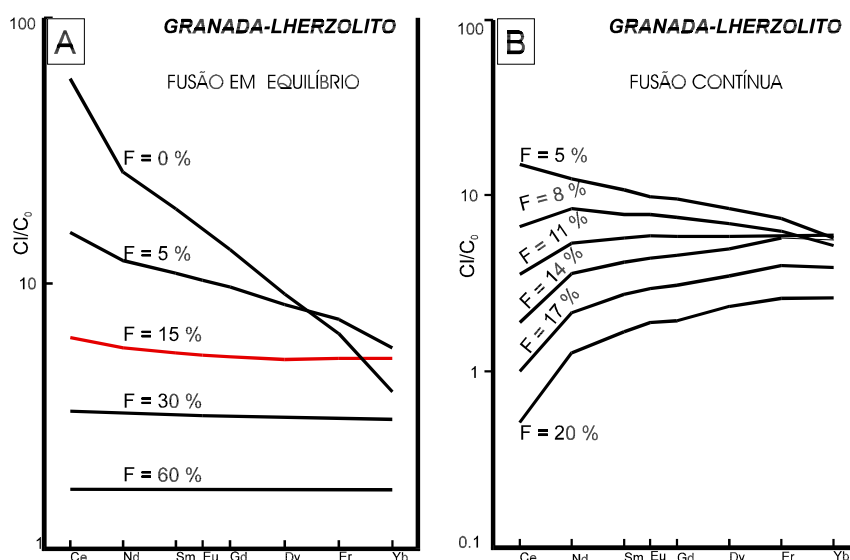 A
GRANADA-LHERZOLITO
FUSÃO EM EQUILÍBRIO
100
10
1
Cl/C₀
F = 0 %
F = 5 %
F = 15 %
F = 30 %
F = 60 %
Ce Nd Sm Eu Gd Dy Er Yb
B
GRANADA-LHERZOLITO
FUSÃO CONTÍNUA
100
10
1
0.1
Cl/C₀
F = 5 %
F = 8 %
F = 11 %
F = 14 %
F = 17 %
F = 20 %
Ce Nd Sm Eu Gd Dy Er Yb